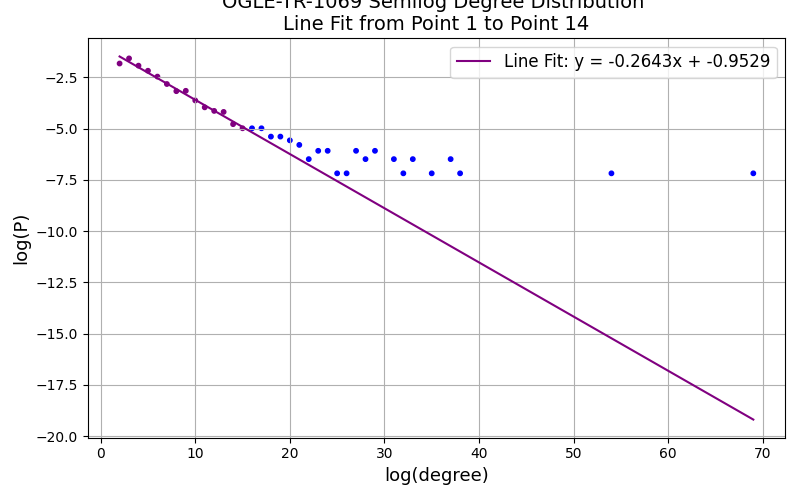 OGLE-TR-1069 Semilog Degree Distribution
Line Fit from Point 1 to Point 14
Line Fit: y = -0.2643x + -0.9529
log(P)
−2.5
−5.0
−7.5
−10.0
−12.5
−15.0
−17.5
−20.0
0 10 20 30 40 50 60 70
log(degree)